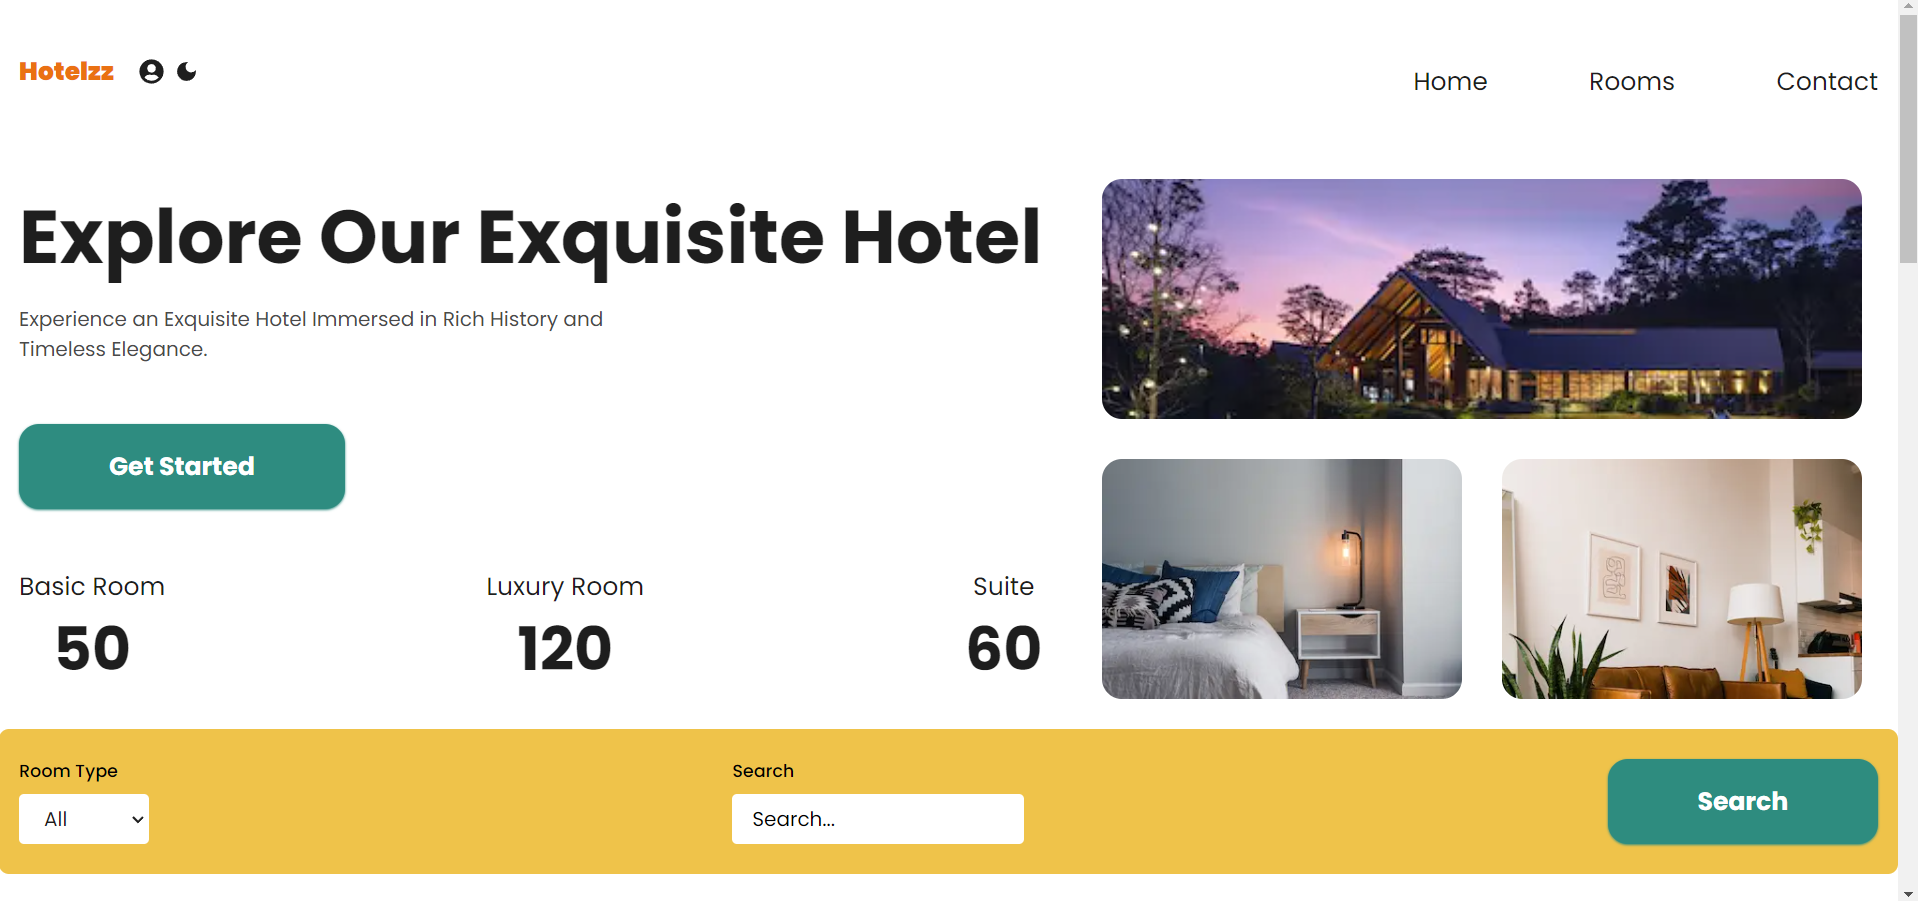 Hotelzz
Home
Rooms
Contact
Explore Our Exquisite Hotel
Experience an Exquisite Hotel Immersed in Rich History and
Timeless Elegance.
Get Started
Basic Room
50
Luxury Room
120
Suite
60
Room Type
All
Search
Search...
Search